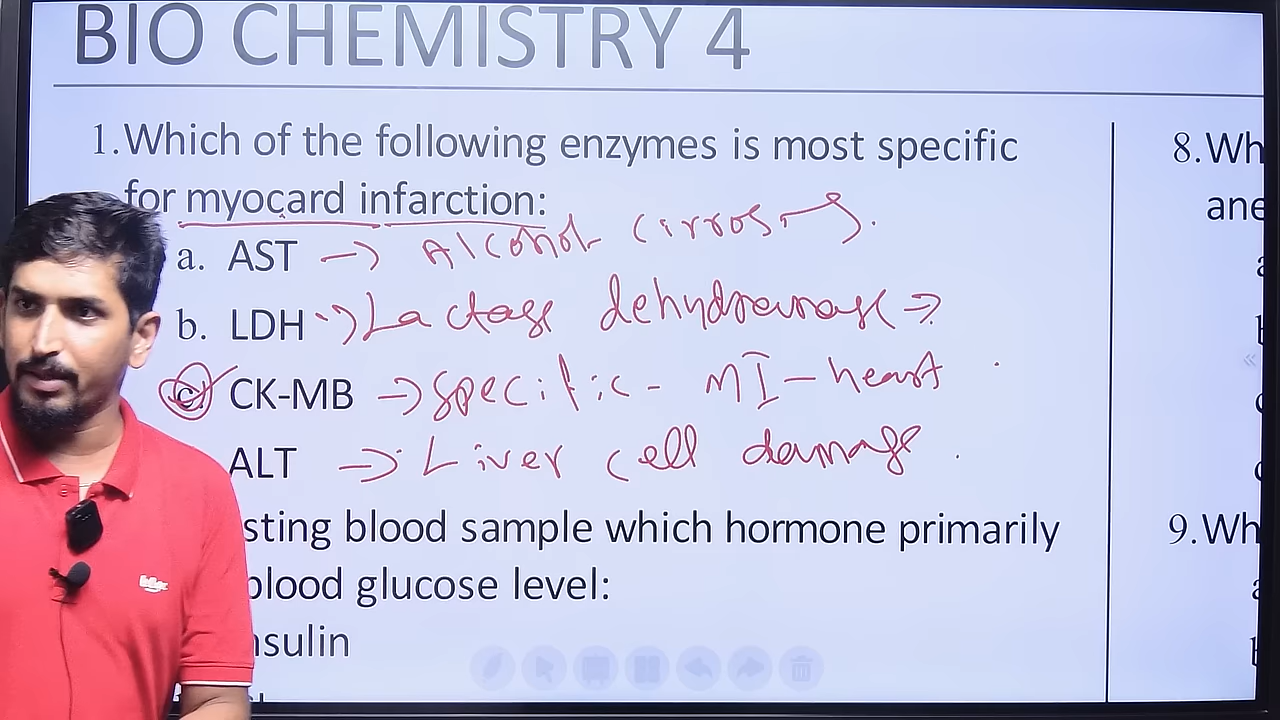 BIO CHEMISTRY 4
1.Which of the following enzymes is most specific
for myocard infarction:
a. AST → Alcohol cirrosis.
b. LDH → Lactase dehydranase →
c. CK-MB → specific - MI - heart
ALT → Liver cell damage.
sting blood sample which hormone primarily
blood glucose level:
nsulin
8.Wh
ane
9.Wh